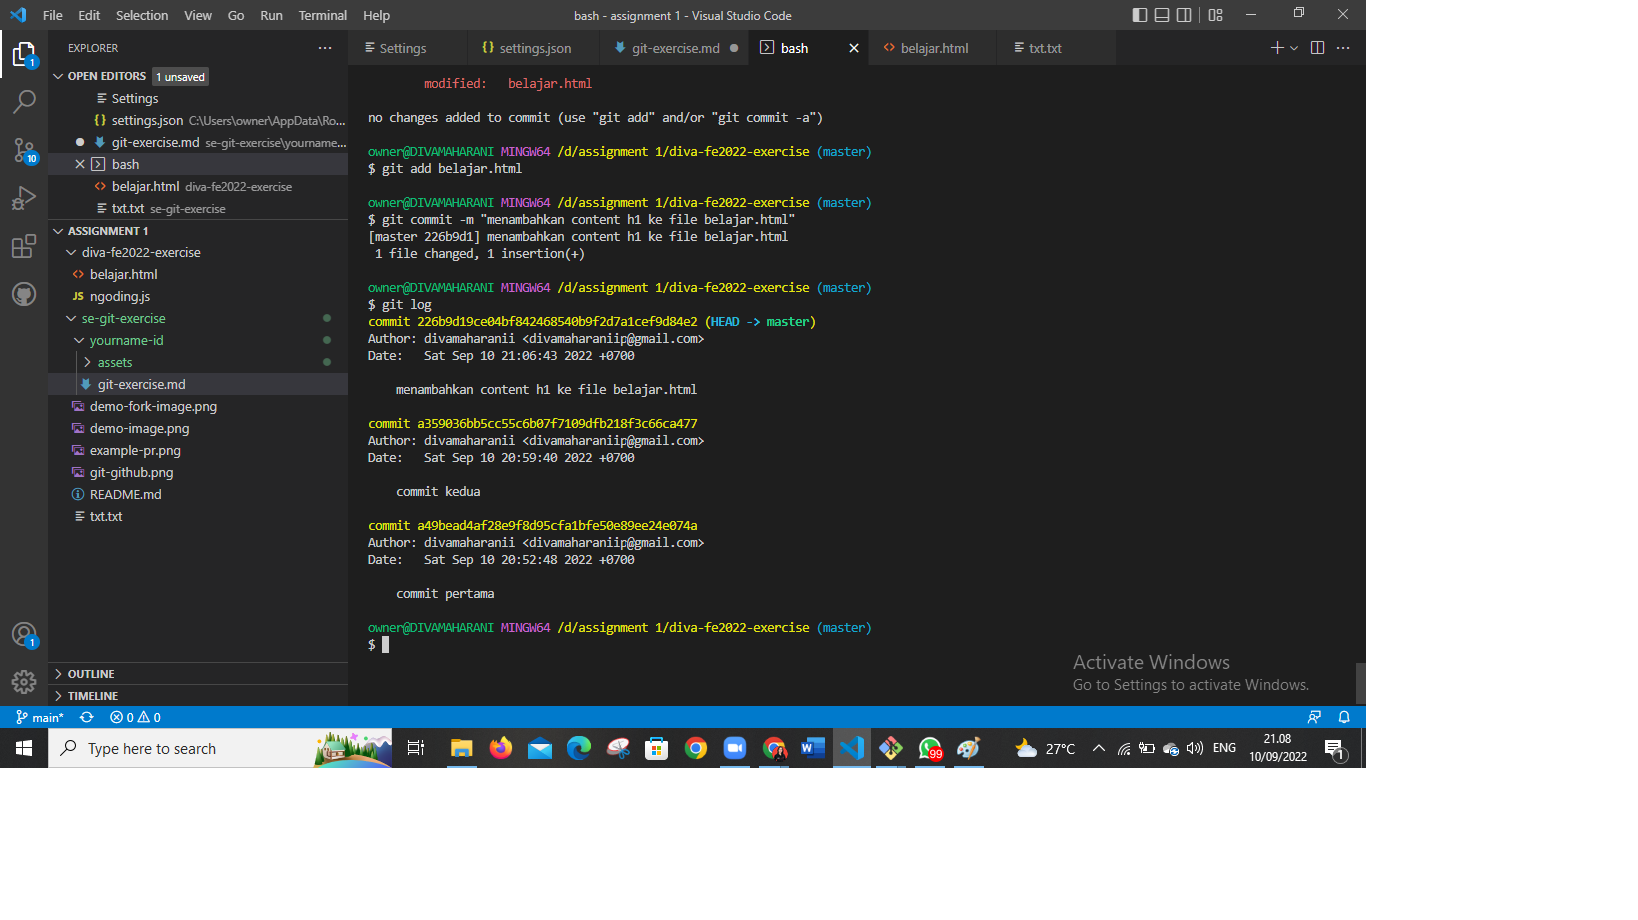 File Edit Selection View Go Run Terminal Help
bash - assignment 1 - Visual Studio Code
EXPLORER
Settings
settings.json
git-exercise.md
bash
belajar.html
txt.txt
OPEN EDITORS 1 unsaved
Settings
settings.json C:\Users\owner\AppData\Ro...
git-exercise.md se-git-exercise\yourname...
bash
belajar.html diva-fe2022-exercise
txt.txt se-git-exercise
ASSIGNMENT 1
diva-fe2022-exercise
belajar.html
JS ngoding.js
se-git-exercise
yourname-id
assets
git-exercise.md
demo-fork-image.png
demo-image.png
example-pr.png
git-github.png
README.md
txt.txt
OUTLINE
TIMELINE
1
10
1
modified: belajar.html
no changes added to commit (use "git add" and/or "git commit -a")
owner@DIVAMAHARANI MINGW64 /d/assignment 1/diva-fe2022-exercise (master)
$ git add belajar.html
owner@DIVAMAHARANI MINGW64 /d/assignment 1/diva-fe2022-exercise (master)
$ git commit -m "menambahkan content h1 ke file belajar.html"
[master 226b9d1] menambahkan content h1 ke file belajar.html
1 file changed, 1 insertion(+)
owner@DIVAMAHARANI MINGW64 /d/assignment 1/diva-fe2022-exercise (master)
$ git log
commit 226b9d19ce04bf842468540b9f2d7a1cef9d84e2 (HEAD -> master)
Author: divamaharanii <divamaharaniip@gmail.com>
Date: Sat Sep 10 21:06:43 2022 +0700
menambahkan content h1 ke file belajar.html
commit a359036bb5cc55c6b07f7109dfb218f3c66ca477
Author: divamaharanii <divamaharaniip@gmail.com>
Date: Sat Sep 10 20:59:40 2022 +0700
commit kedua
commit a49bead4af28e9f8d95cfa1bfe50e89ee24e074a
Author: divamaharanii <divamaharaniip@gmail.com>
Date: Sat Sep 10 20:52:48 2022 +0700
commit pertama
owner@DIVAMAHARANI MINGW64 /d/assignment 1/diva-fe2022-exercise (master)
$
Activate Windows
Go to Settings to activate Windows.
main* 0 0
Type here to search
W
99
27°C
ENG
21.08
10/09/2022
1